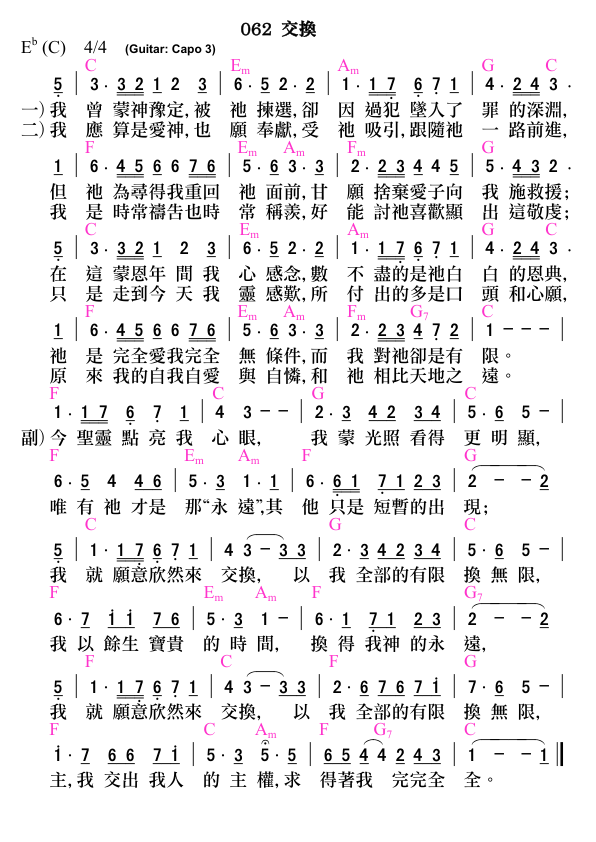 062 交換
E♭ (C) 4/4 (Guitar: Capo 3)
C Em Am G C
5 | 3· 3 2 1 2 3 | 6· 5 2· 2 | 1· 1 7 6 7 1 | 4· 2 4 3 ·
一)我 曾 蒙神豫定,被 祂 揀選,卻 因 過犯 墜入了 罪 的深淵,
二)我 應 算是愛神,也 願 奉獻,受 祂 吸引,跟隨祂 一 路前進,
F Em Am Fm G
1 | 6· 4 5 6 6 7 6 | 5· 6 3· 3 | 2· 2 3 4 4 5 | 5· 4 3 2 ·
但 祂 為尋得我重回 祂 面前,甘 願 捨棄愛子向 我 施救援;
我 是 時常禱告也時 常 稱羨,好 能 討祂喜歡顯 出 這敬虔;
C Em Am G C
5 | 3· 3 2 1 2 3 | 6· 5 2· 2 | 1· 1 7 6 7 1 | 4· 2 4 3 ·
在 這 蒙恩年 間 我 心 感念,數 不 盡的是祂白 白 的恩典,
只 是 走到今 天 我 靈 感歎,所 付 出的多是口 頭 和心願,
F Em Am Fm G7 C
1 | 6· 4 5 6 6 7 6 | 5· 6 3· 3 | 2· 2 3 4 7 2 | 1 - - - |
祂 是 完全愛我完全 無 條件,而 我 對祂卻是有 限。
原 來 我的自我自愛 與 自憐,和 祂 相比天地之 遠。
F C G C
1· 1 7 6 7 1 | 4 3 - - | 2· 3 4 2 3 4 | 5· 6 5 - |
副)今 聖靈 點 亮 我 心 眼, 我 蒙 光照 看得 更 明顯,
F Em Am F G
6· 5 4 4 6 | 5· 3 1· 1 | 6· 6 1 7 1 2 3 | 2 - - 2
唯 有 祂 才是 那“永 遠”,其 他 只是 短暫的出 現;
C G C
5 | 1· 1 7 6· 7 1 | 4 3 - 3 3 | 2· 3 4 2 3 4 | 5· 6 5 - |
我 就 願意欣然來 交換, 以 我 全部的有限 換 無 限,
F Em Am F G7
6· 7 1 1 7 6 | 5· 3 1 - | 6· 1 7 1 2 3 | 2 - - 2
我 以 餘生 寶貴 的 時 間, 換 得 我神 的永 遠,
F C F G
5 | 1· 1 7 6· 7 1 | 4 3 - 3 3 | 2· 6 7 6 7 1 | 7· 6 5 - |
我 就 願意欣然來 交換, 以 我 全部的有限 換 無 限,
F C Am F G7 C
1· 7 6 6 7 1 | 5· 3 5· 5 | 6 5 4 4 2 4 3 | 1 - - 1 ‖
主,我 交出 我人 的 主 權,求 得著我 完完全 全。